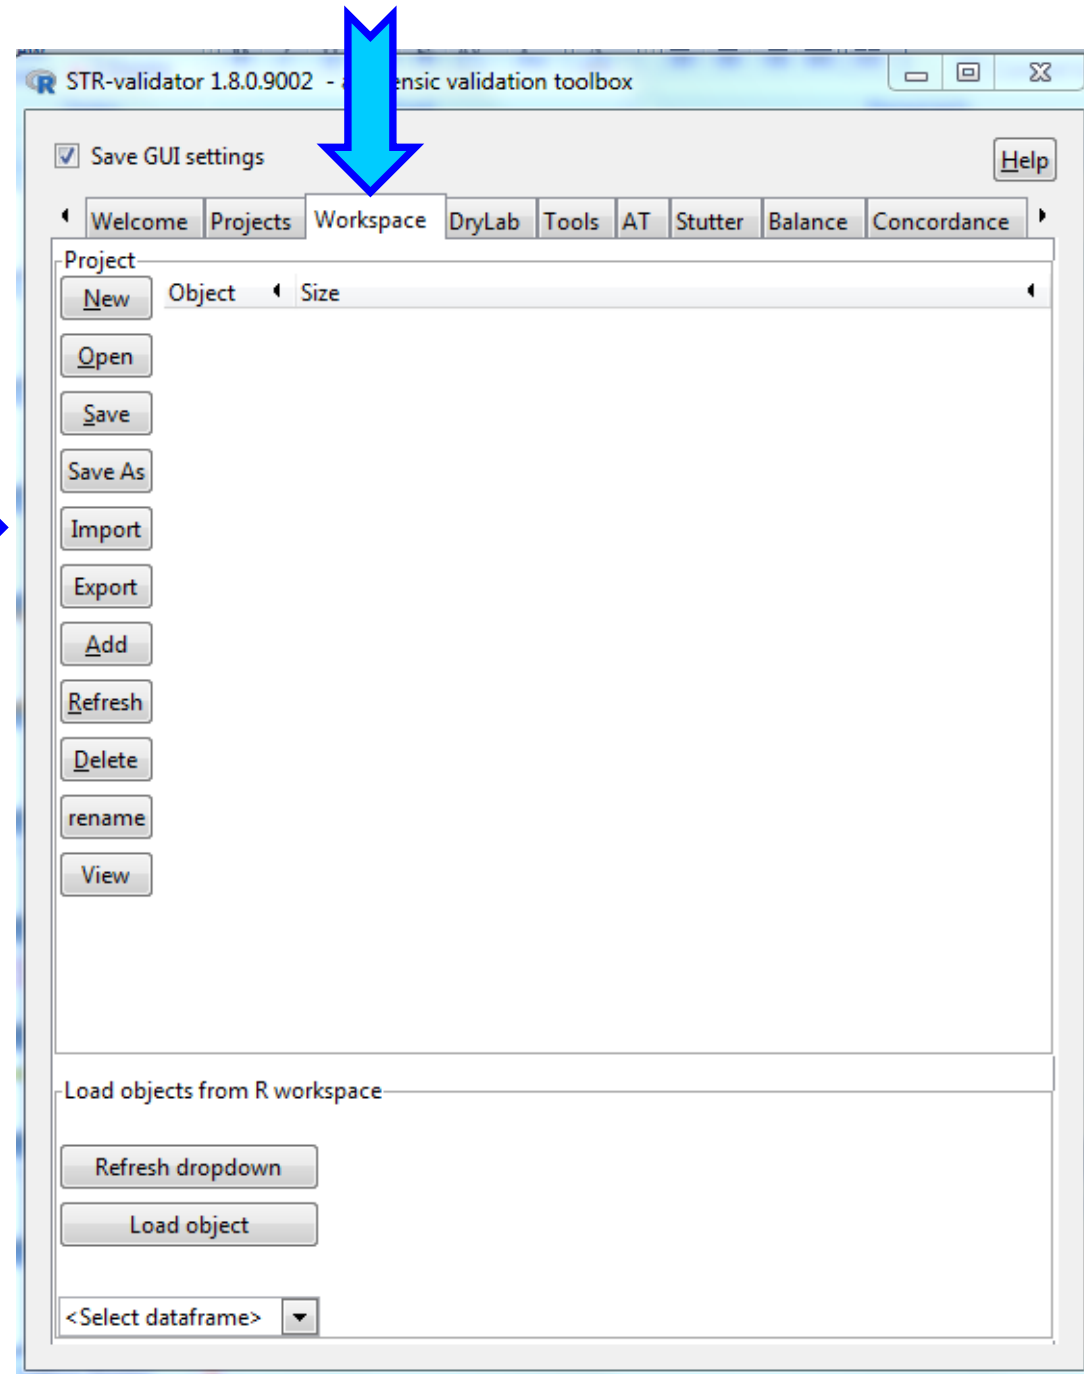 STR-validator 1.8.0.9002 - a ensic validation toolbox
Save GUI settings
Help
Welcome Projects Workspace DryLab Tools AT Stutter Balance Concordance
Project
New Object Size
Open
Save
Save As
Import
Export
Add
Refresh
Delete
rename
View
Load objects from R workspace
Refresh dropdown
Load object
<Select dataframe>